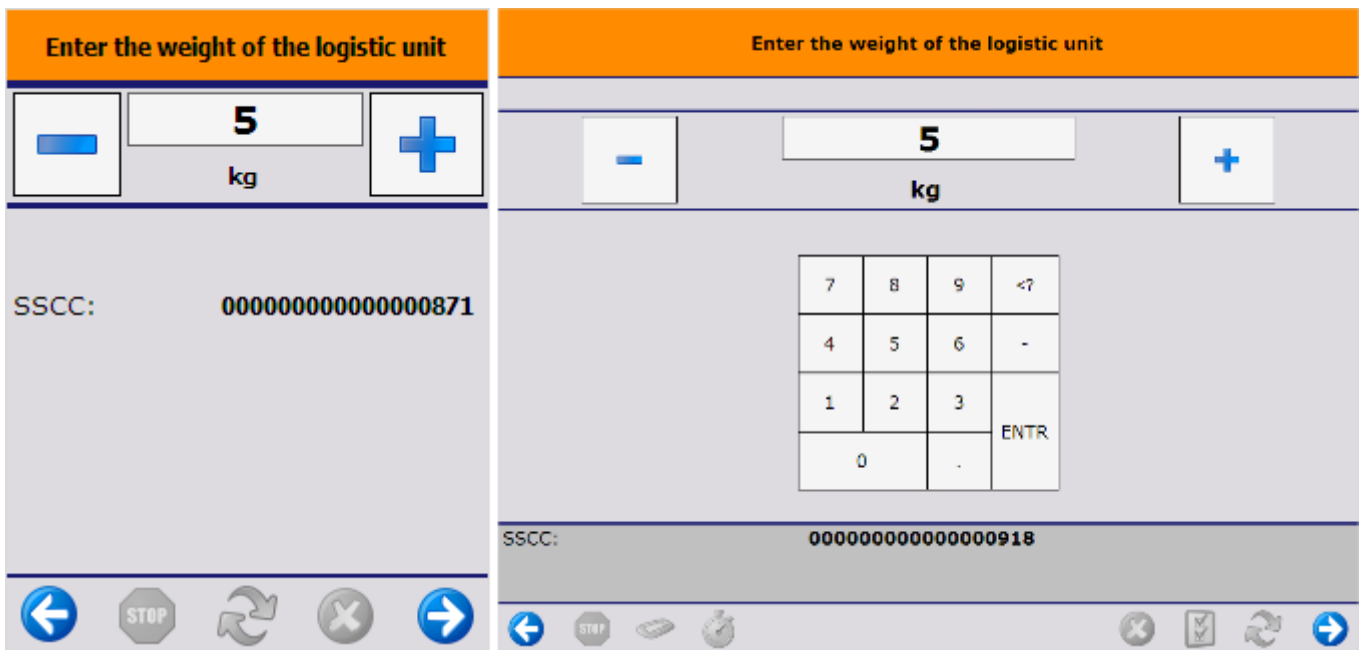 Enter the weight of the logistic unit
5
kg
SSCC: 000000000000000871
STOP
Enter the weight of the logistic unit
5
kg
7 8 9 <?
4 5 6 -
1 2 3
ENTR
0 .
SSCC: 000000000000000918
STOP